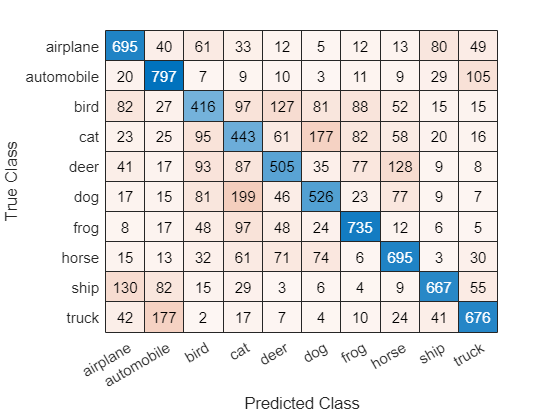 airplane 695 40 61 33 12 5 12 13 80 49
automobile 20 797 7 9 10 3 11 9 29 105
bird 82 27 416 97 127 81 88 52 15 15
cat 23 25 95 443 61 177 82 58 20 16
deer 41 17 93 87 505 35 77 128 9 8
dog 17 15 81 199 46 526 23 77 9 7
frog 8 17 48 97 48 24 735 12 6 5
horse 15 13 32 61 71 74 6 695 3 30
ship 130 82 15 29 3 6 4 9 667 55
truck 42 177 2 17 7 4 10 24 41 676
True Class
airplane automobile bird cat deer dog frog horse ship truck
Predicted Class